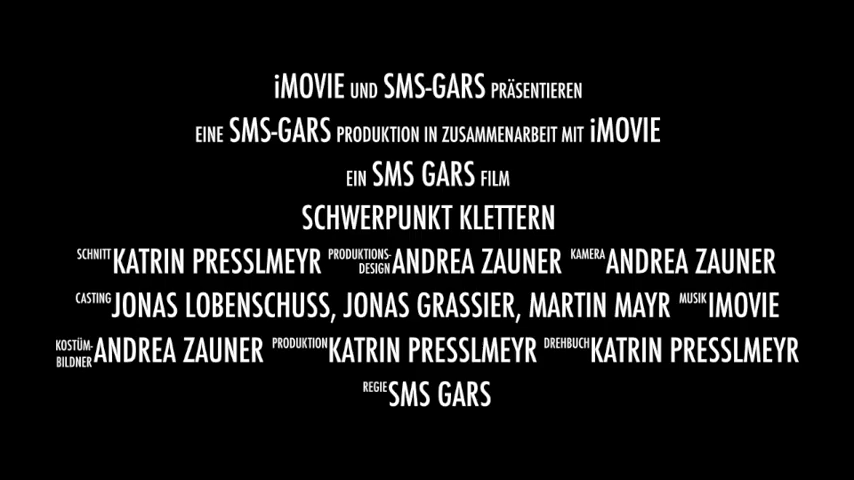 iMOVIE UND SMS-GARS PRÄSENTIEREN
EINE SMS-GARS PRODUKTION IN ZUSAMMENARBEIT MIT iMOVIE
EIN SMS GARS FILM
SCHWERPUNKT KLETTERN
SCHNITT KATRIN PRESSLMEYR PRODUKTIONS-DESIGN ANDREA ZAUNER KAMERA ANDREA ZAUNER
CASTING JONAS LOBENSCHUSS, JONAS GRASSIER, MARTIN MAYR MUSIK IMOVIE
KOSTÜM-BILDNER ANDREA ZAUNER PRODUKTION KATRIN PRESSLMEYR DREHBUCH KATRIN PRESSLMEYR
REGIE SMS GARS